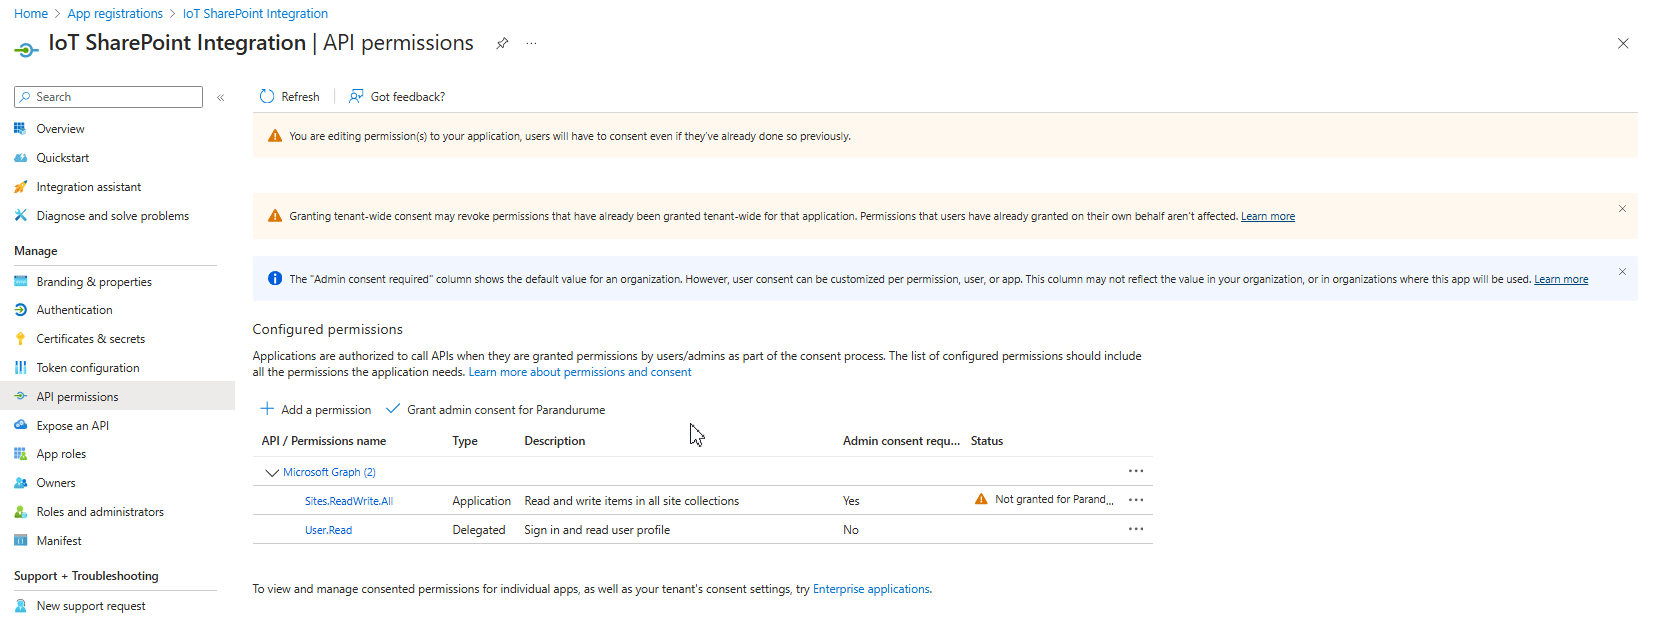 Home > App registrations > IoT SharePoint Integration
IoT SharePoint Integration | API permissions
Search
Refresh
Got feedback?
Overview
Quickstart
Integration assistant
Diagnose and solve problems
Manage
Branding & properties
Authentication
Certificates & secrets
Token configuration
API permissions
Expose an API
App roles
Owners
Roles and administrators
Manifest
Support + Troubleshooting
New support request
You are editing permission(s) to your application, users will have to consent even if they've already done so previously.
Granting tenant-wide consent may revoke permissions that have already been granted tenant-wide for that application. Permissions that users have already granted on their own behalf aren't affected. Learn more
The "Admin consent required" column shows the default value for an organization. However, user consent can be customized per permission, user, or app. This column may not reflect the value in your organization, or in organizations where this app will be used. Learn more
Configured permissions
Applications are authorized to call APIs when they are granted permissions by users/admins as part of the consent process. The list of configured permissions should include
all the permissions the application needs. Learn more about permissions and consent
Add a permission
Grant admin consent for Parandurume
API / Permissions name Type Description Admin consent requ... Status
Microsoft Graph (2)
Sites.ReadWrite.All Application Read and write items in all site collections Yes Not granted for Parand...
User.Read Delegated Sign in and read user profile No
To view and manage consented permissions for individual apps, as well as your tenant's consent settings, try Enterprise applications.